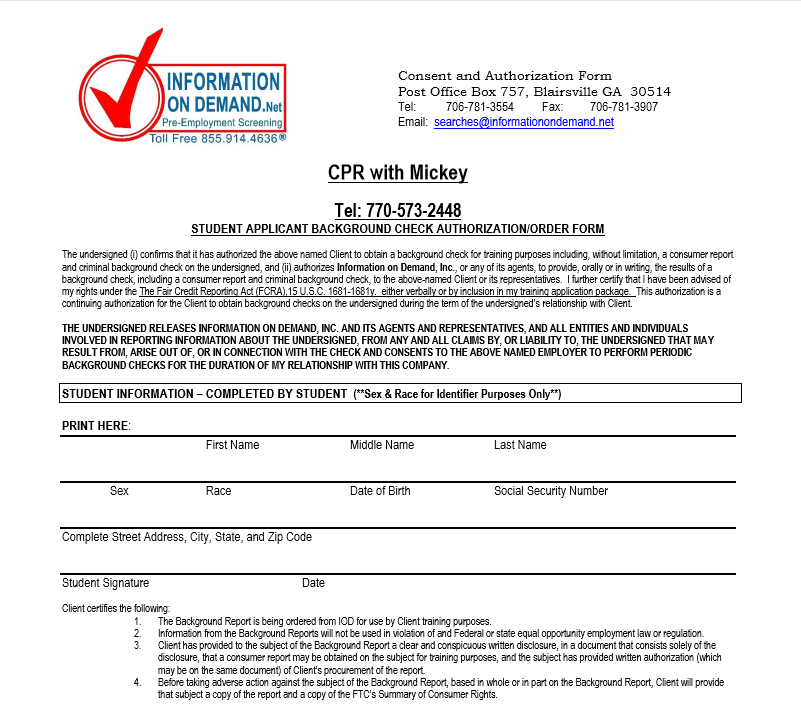 INFORMATION
ON DEMAND.Net
Pre-Employment Screening
Toll Free 855.914.4636®
Consent and Authorization Form
Post Office Box 757, Blairsville GA 30514
Tel: 706-781-3554 Fax: 706-781-3907
Email: searches@informationondemand.net
CPR with Mickey
Tel: 770-573-2448
STUDENT APPLICANT BACKGROUND CHECK AUTHORIZATION/ORDER FORM
The undersigned (i) confirms that it has authorized the above named Client to obtain a background check for training purposes including, without limitation, a consumer report
and criminal background check on the undersigned, and (ii) authorizes Information on Demand, Inc., or any of its agents, to provide, orally or in writing, the results of a
background check, including a consumer report and criminal background check, to the above-named Client or its representatives. I further certify that I have been advised of
my rights under the The Fair Credit Reporting Act (FCRA),15 U.S.C. 1681-1681y. either verbally or by inclusion in my training application package. This authorization is a
continuing authorization for the Client to obtain background checks on the undersigned during the term of the undersigned's relationship with Client.
THE UNDERSIGNED RELEASES INFORMATION ON DEMAND, INC. AND ITS AGENTS AND REPRESENTATIVES, AND ALL ENTITIES AND INDIVIDUALS
INVOLVED IN REPORTING INFORMATION ABOUT THE UNDERSIGNED, FROM ANY AND ALL CLAIMS BY, OR LIABILITY TO, THE UNDERSIGNED THAT MAY
RESULT FROM, ARISE OUT OF, OR IN CONNECTION WITH THE CHECK AND CONSENTS TO THE ABOVE NAMED EMPLOYER TO PERFORM PERIODIC
BACKGROUND CHECKS FOR THE DURATION OF MY RELATIONSHIP WITH THIS COMPANY.
STUDENT INFORMATION – COMPLETED BY STUDENT (**Sex & Race for Identifier Purposes Only**)
PRINT HERE:
First Name Middle Name Last Name
Sex Race Date of Birth Social Security Number
Complete Street Address, City, State, and Zip Code
Student Signature Date
Client certifies the following:
1. The Background Report is being ordered from IOD for use by Client training purposes.
2. Information from the Background Reports will not be used in violation of and Federal or state equal opportunity employment law or regulation.
3. Client has provided to the subject of the Background Report a clear and conspicuous written disclosure, in a document that consists solely of the
disclosure, that a consumer report may be obtained on the subject for training purposes, and the subject has provided written authorization (which
may be on the same document) of Client's procurement of the report.
4. Before taking adverse action against the subject of the Background Report, based in whole or in part on the Background Report, Client will provide
that subject a copy of the report and a copy of the FTC's Summary of Consumer Rights.